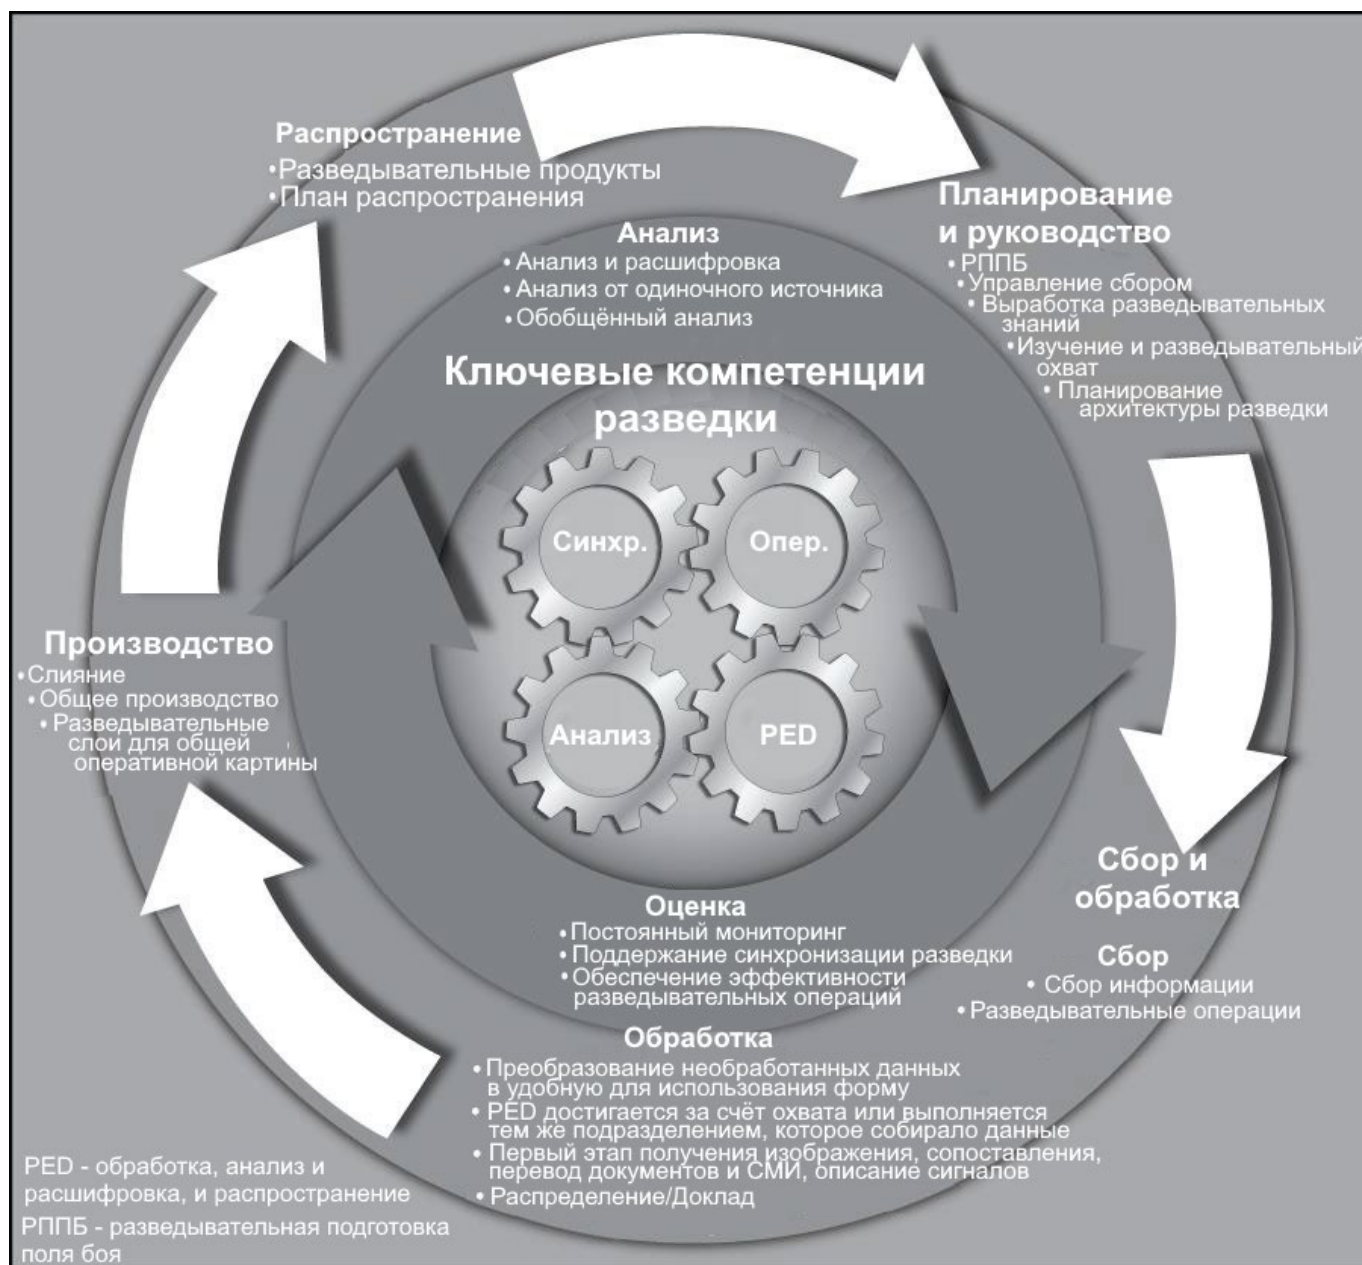 Распространение
•Разведывательные продукты
•План распространения
Планирование
и руководство
•РППБ
•Управление сбором
•Выработка разведывательных
знаний
•Изучение и разведывательный
охват
•Планирование
архитектуры разведки
Анализ
•Анализ и расшифровка
•Анализ от одиночного источника
•Обобщённый анализ
Ключевые компетенции
разведки
Синхр.
Опер.
Анализ
PED
Производство
•Слияние
•Общее производство
•Разведывательные
слои для общей
оперативной картины
Сбор и
обработка
Сбор
•Сбор информации
•Разведывательные операции
Оценка
•Постоянный мониторинг
•Поддержание синхронизации разведки
•Обеспечение эффективности
разведывательных операций
Обработка
•Преобразование необработанных данных
в удобную для использования форму
•PED достигается за счёт охвата или выполняется
тем же подразделением, которое собирало данные
•Первый этап получения изображения, сопоставления,
перевод документов и СМИ, описание сигналов
•Распределение/Доклад
PED - обработка, анализ и
расшифровка, и распространение
РППБ - разведывательная подготовка
поля боя